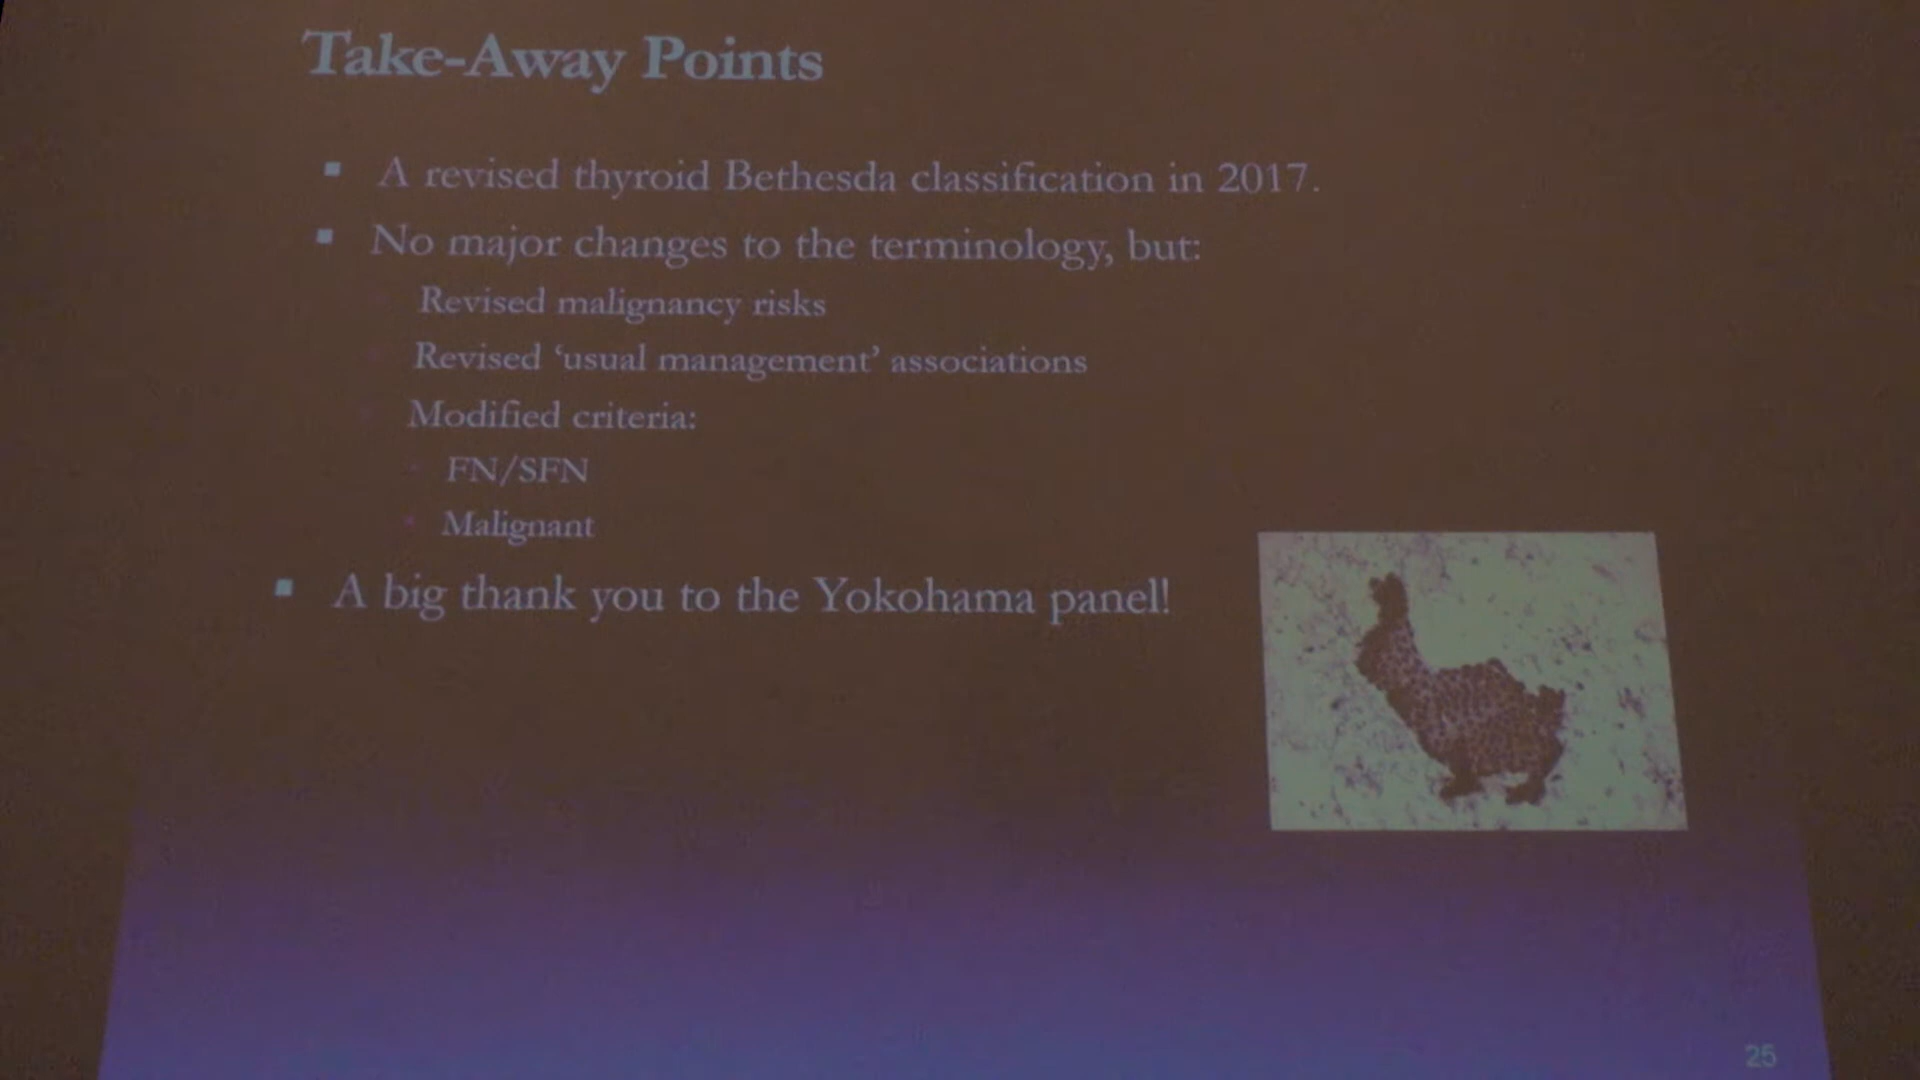 Take-Away Points
A revised thyroid Bethesda classification in 2017.
No major changes to the terminology, but:
Revised malignancy risks
Revised ‘usual management’ associations
Modified criteria:
FN/SFN
Malignant
A big thank you to the Yokohama panel!
25